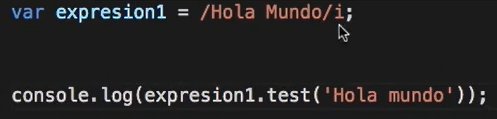 var expresion1 = /Hola Mundo/i;
console.log(expresion1.test('Hola mundo'));